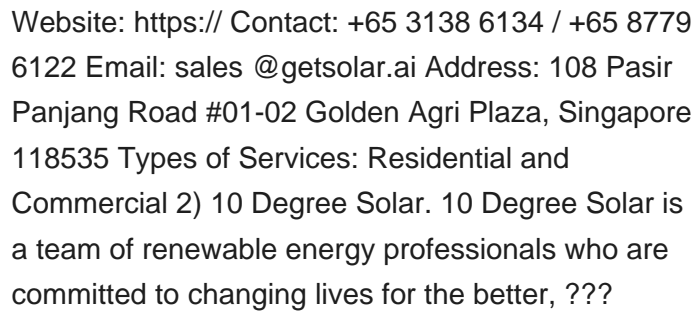 Website: https:// Contact: +65 3138 6134 / +65 8779
6122 Email: sales @getsolar.ai Address: 108 Pasir
Panjang Road #01-02 Golden Agri Plaza, Singapore
118535 Types of Services: Residential and
Commercial 2) 10 Degree Solar. 10 Degree Solar is
a team of renewable energy professionals who are
committed to changing lives for the better, ???